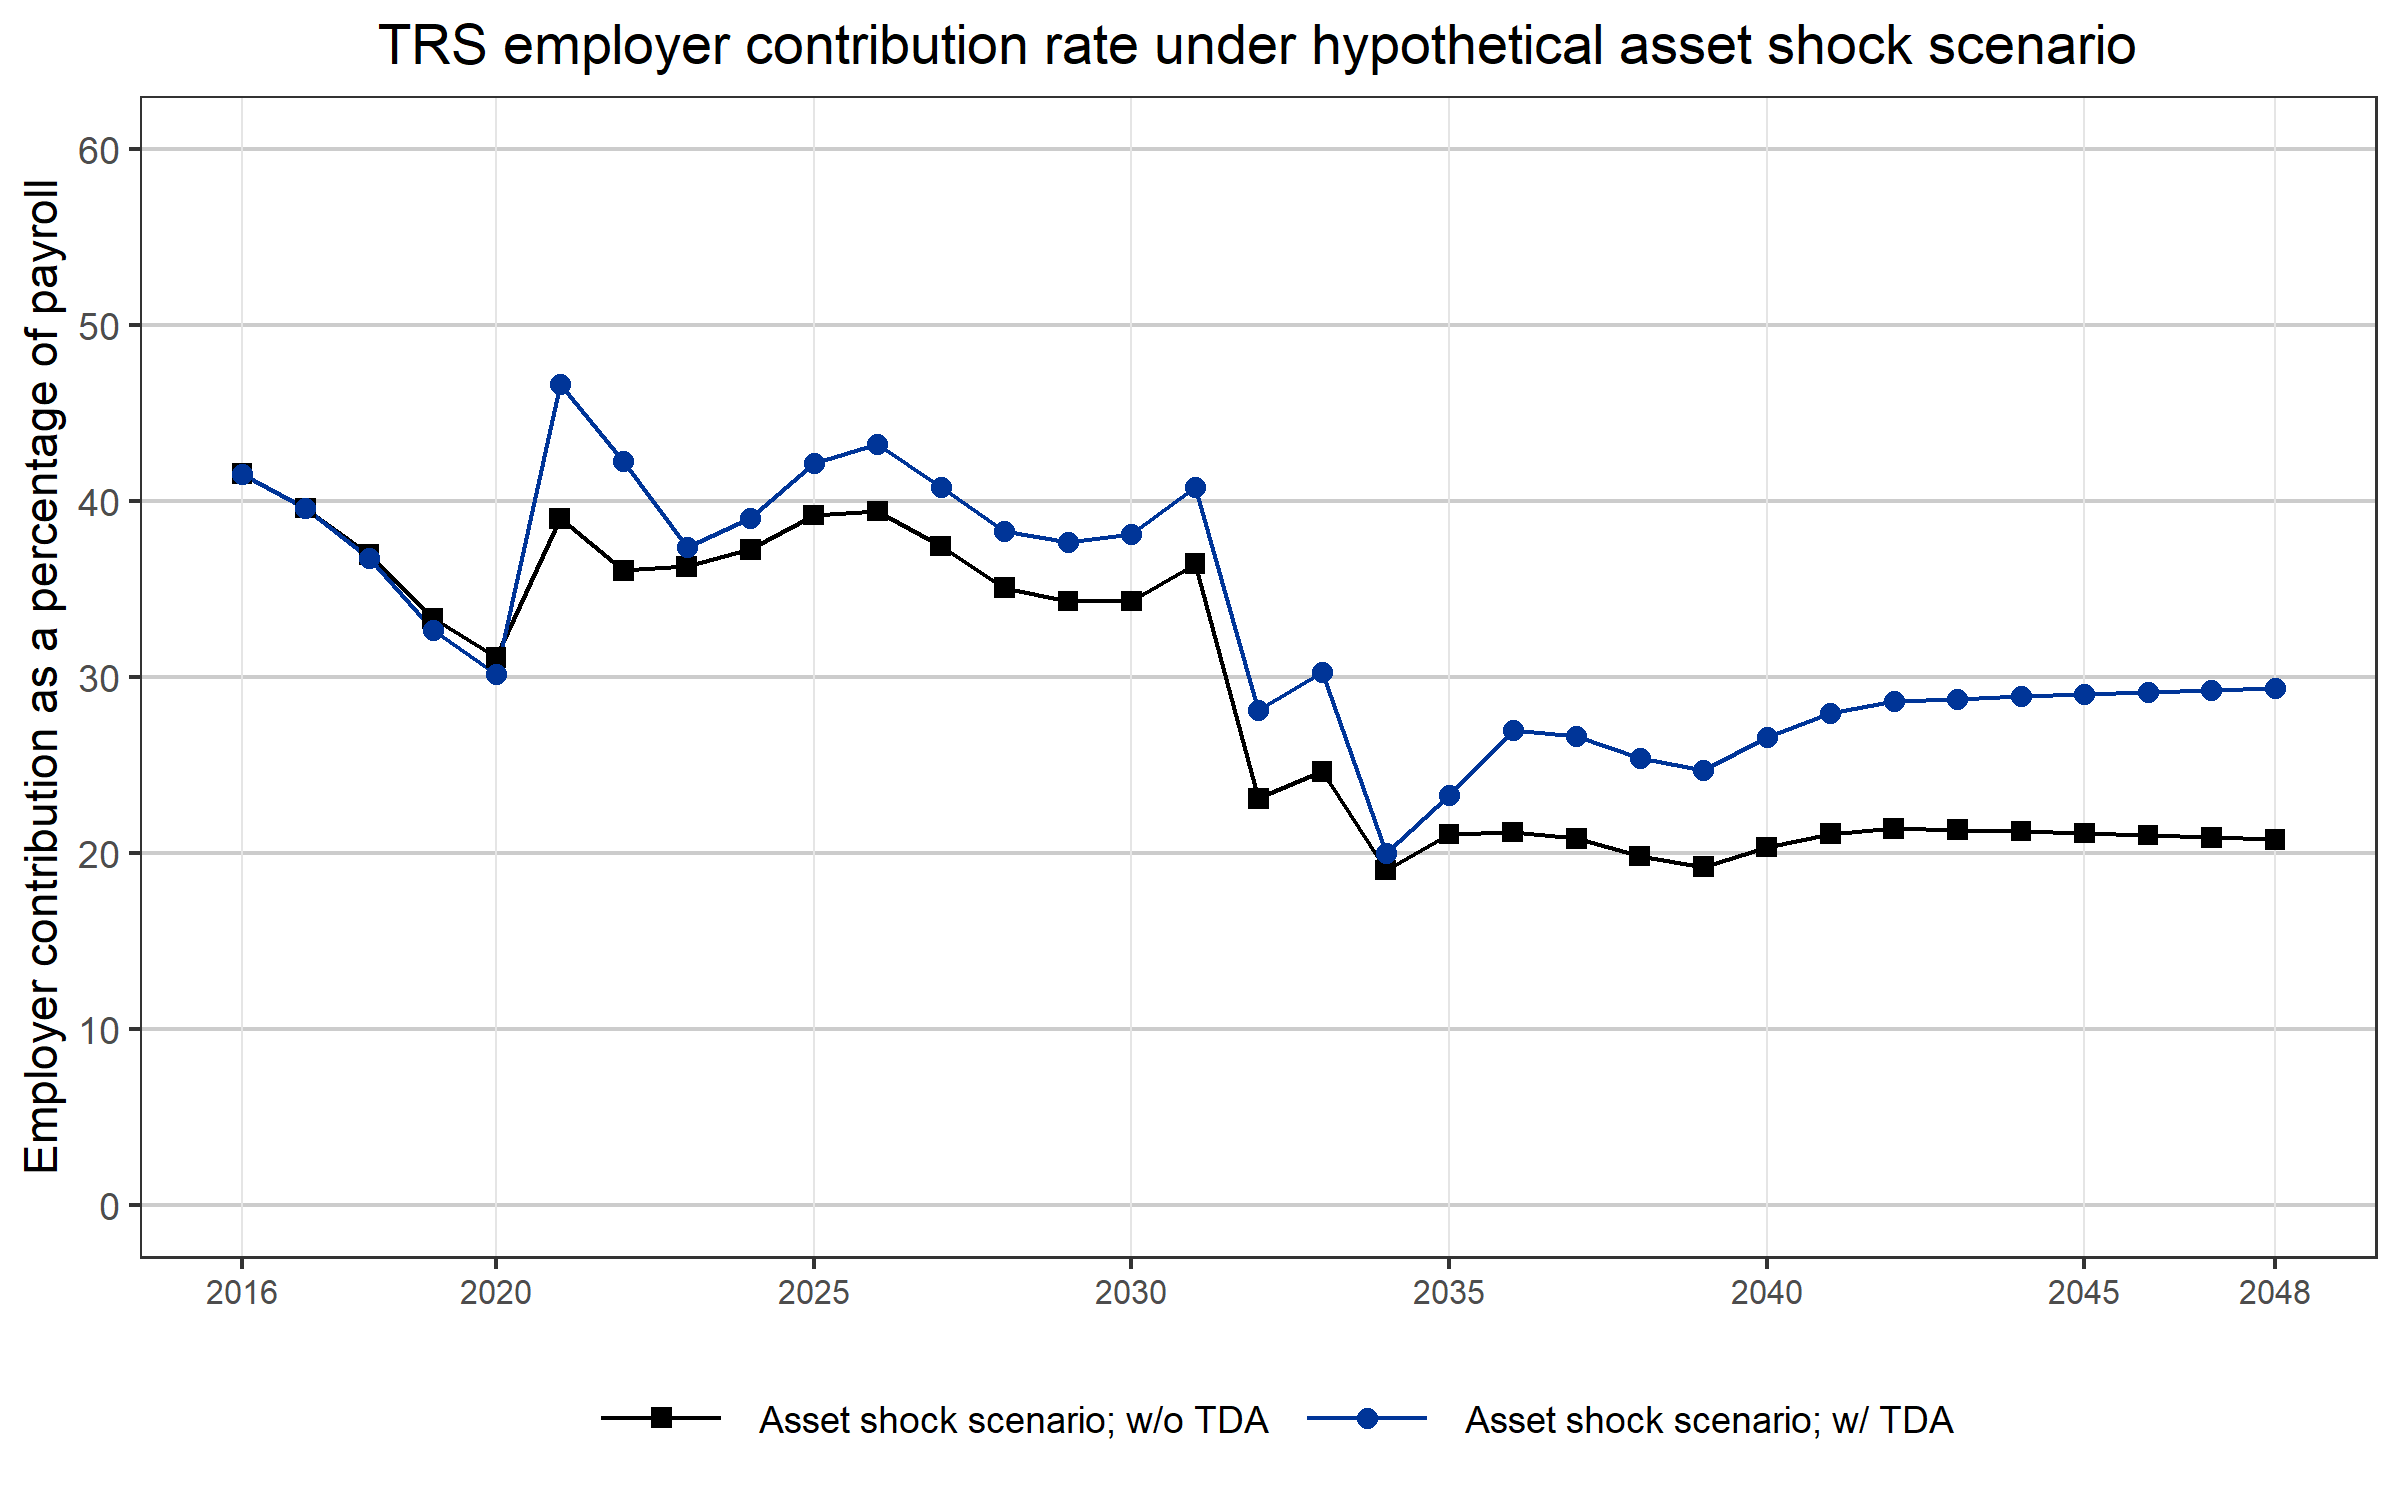 TRS employer contribution rate under hypothetical asset shock scenario
Employer contribution as a percentage of payroll
60
50
40
30
20
10
0
2016 2020 2025 2030 2035 2040 2045 2048
Asset shock scenario; w/o TDA Asset shock scenario; w/ TDA